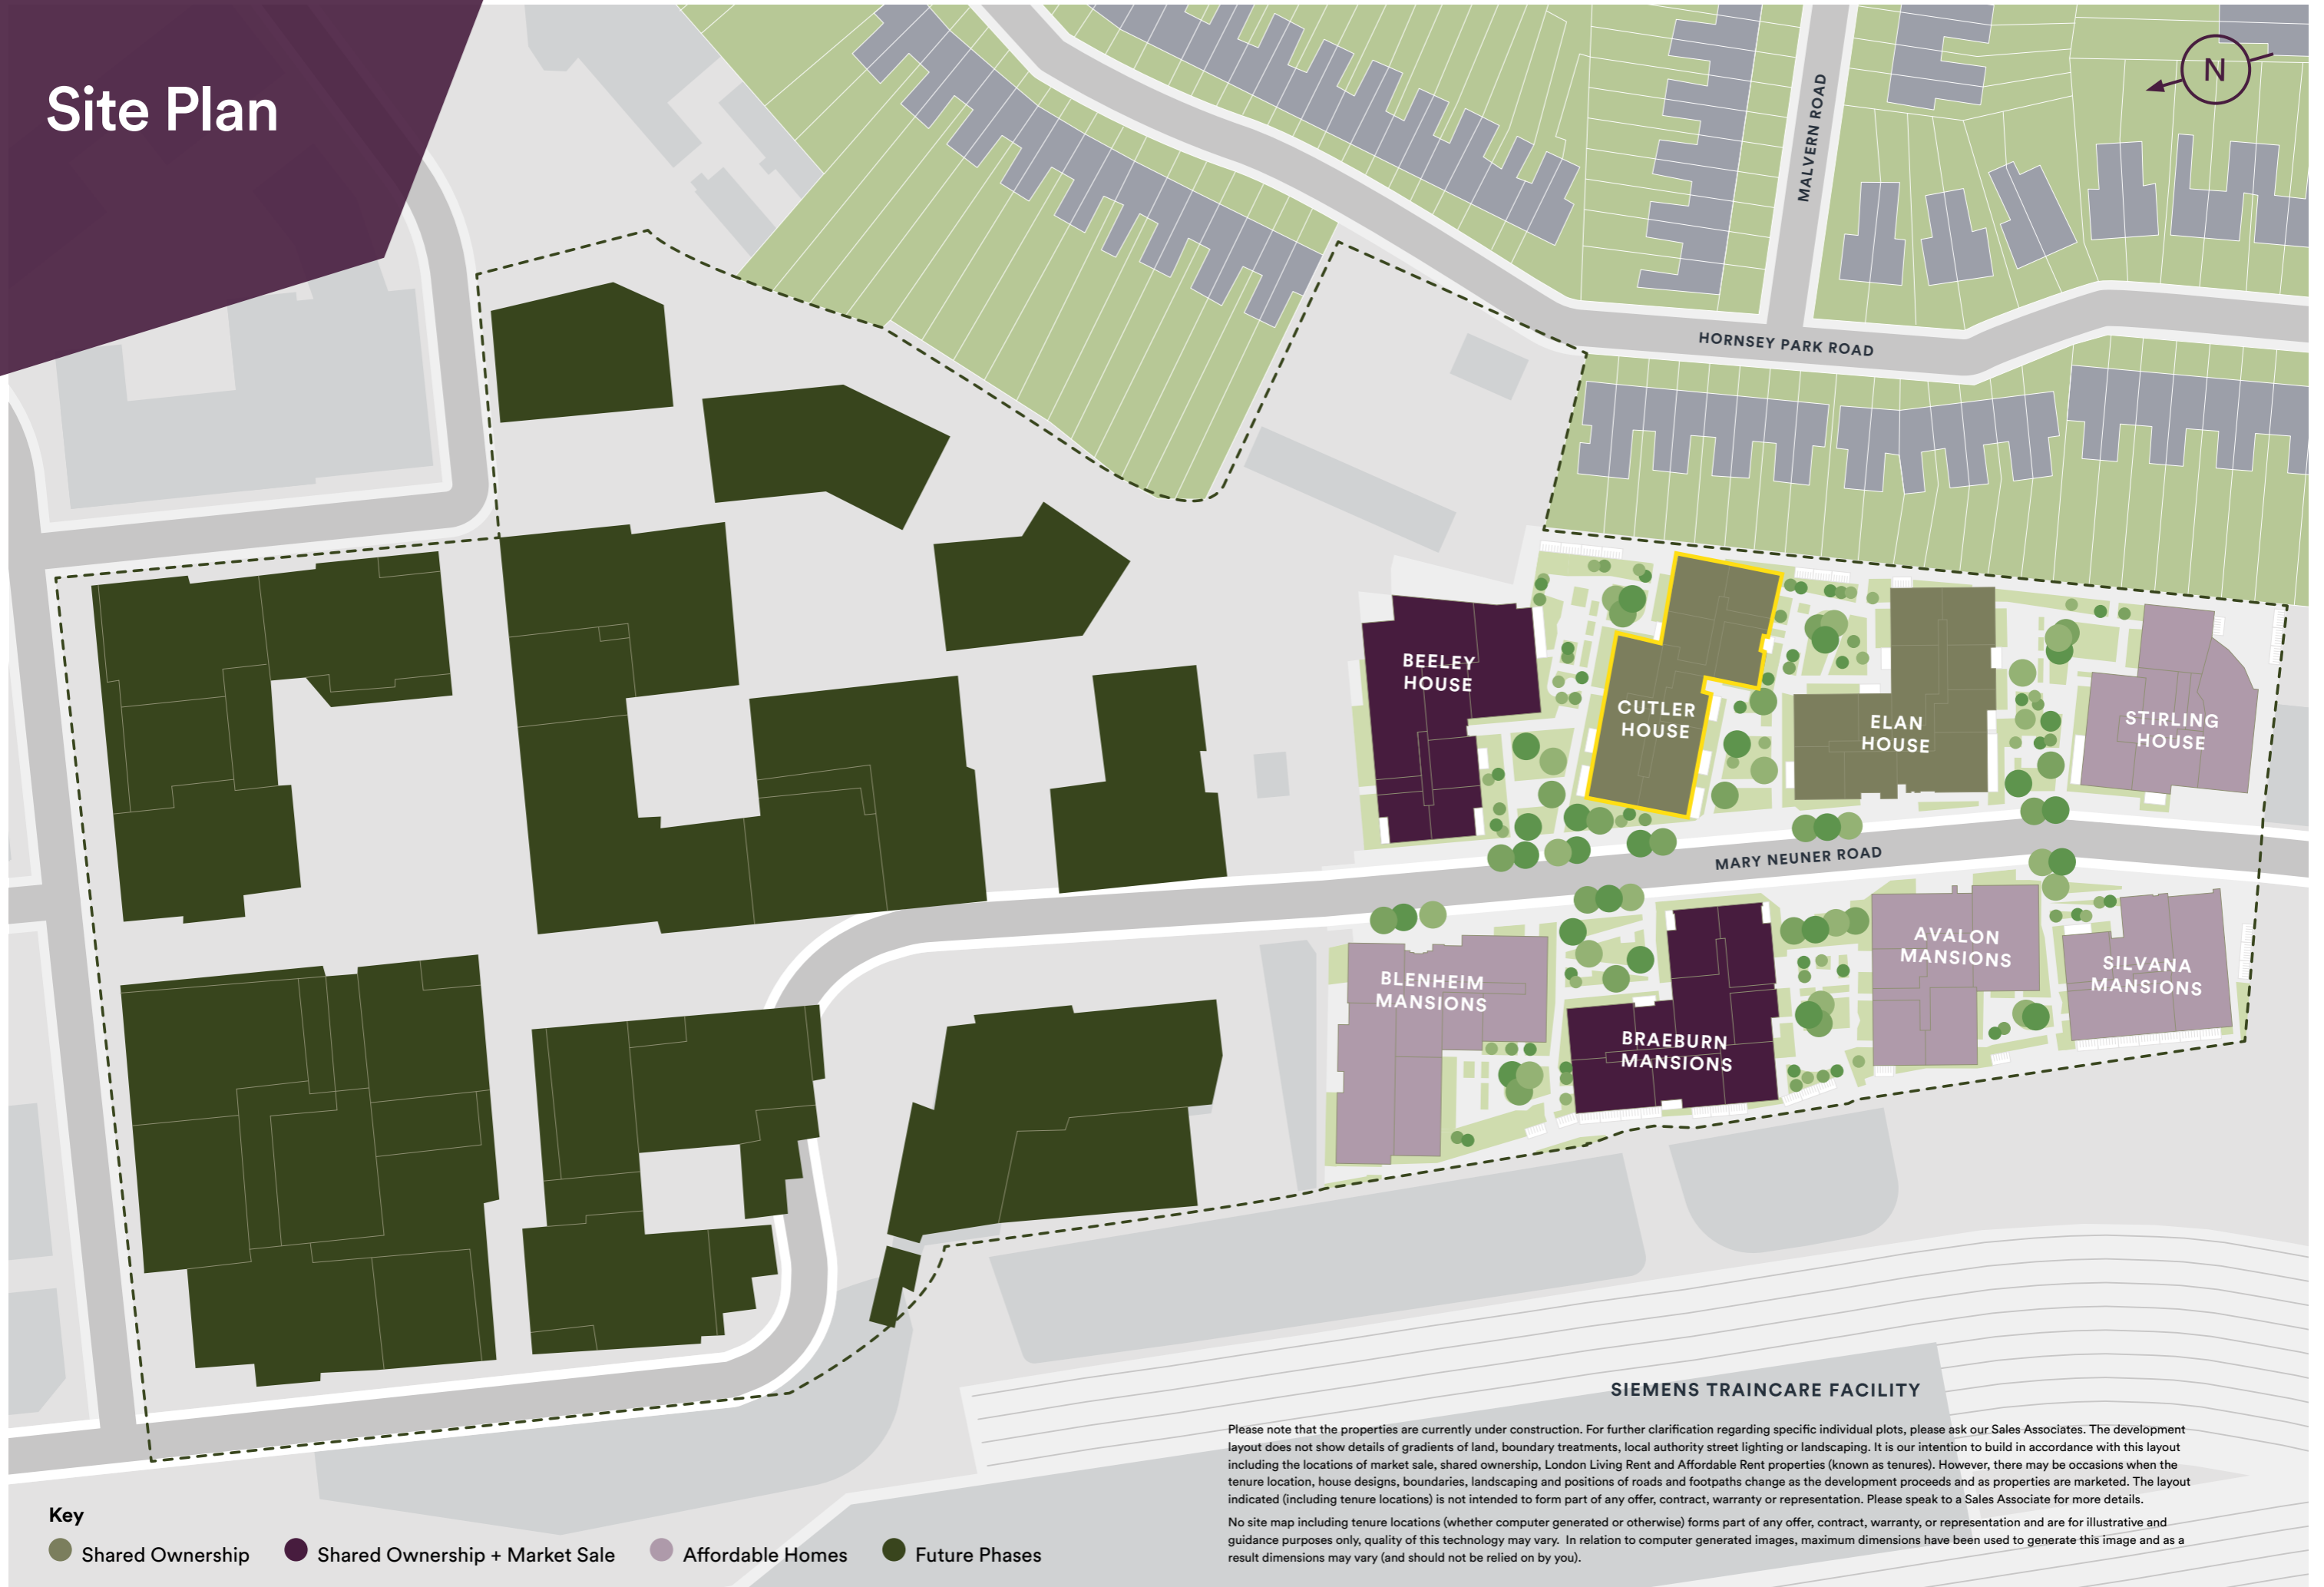 Site Plan
N
MALVERN ROAD
HORNSEY PARK ROAD
BEELEY
HOUSE
CUTLER
HOUSE
ELAN
HOUSE
STIRLING
HOUSE
MARY NEUNER ROAD
BLENHEIM
MANSIONS
BRAEBURN
MANSIONS
AVALON
MANSIONS
SILVANA
MANSIONS
SIEMENS TRAINCARE FACILITY
Please note that the properties are currently under construction. For further clarification regarding specific individual plots, please ask our Sales Associates. The development
layout does not show details of gradients of land, boundary treatments, local authority street lighting or landscaping. It is our intention to build in accordance with this layout
including the locations of market sale, shared ownership, London Living Rent and Affordable Rent properties (known as tenures). However, there may be occasions when the
tenure location, house designs, boundaries, landscaping and positions of roads and footpaths change as the development proceeds and as properties are marketed. The layout
indicated (including tenure locations) is not intended to form part of any offer, contract, warranty or representation. Please speak to a Sales Associate for more details.
No site map including tenure locations (whether computer generated or otherwise) forms part of any offer, contract, warranty, or representation and are for illustrative and
guidance purposes only, quality of this technology may vary. In relation to computer generated images, maximum dimensions have been used to generate this image and as a
result dimensions may vary (and should not be relied on by you).
Key
Shared Ownership
Shared Ownership + Market Sale
Affordable Homes
Future Phases